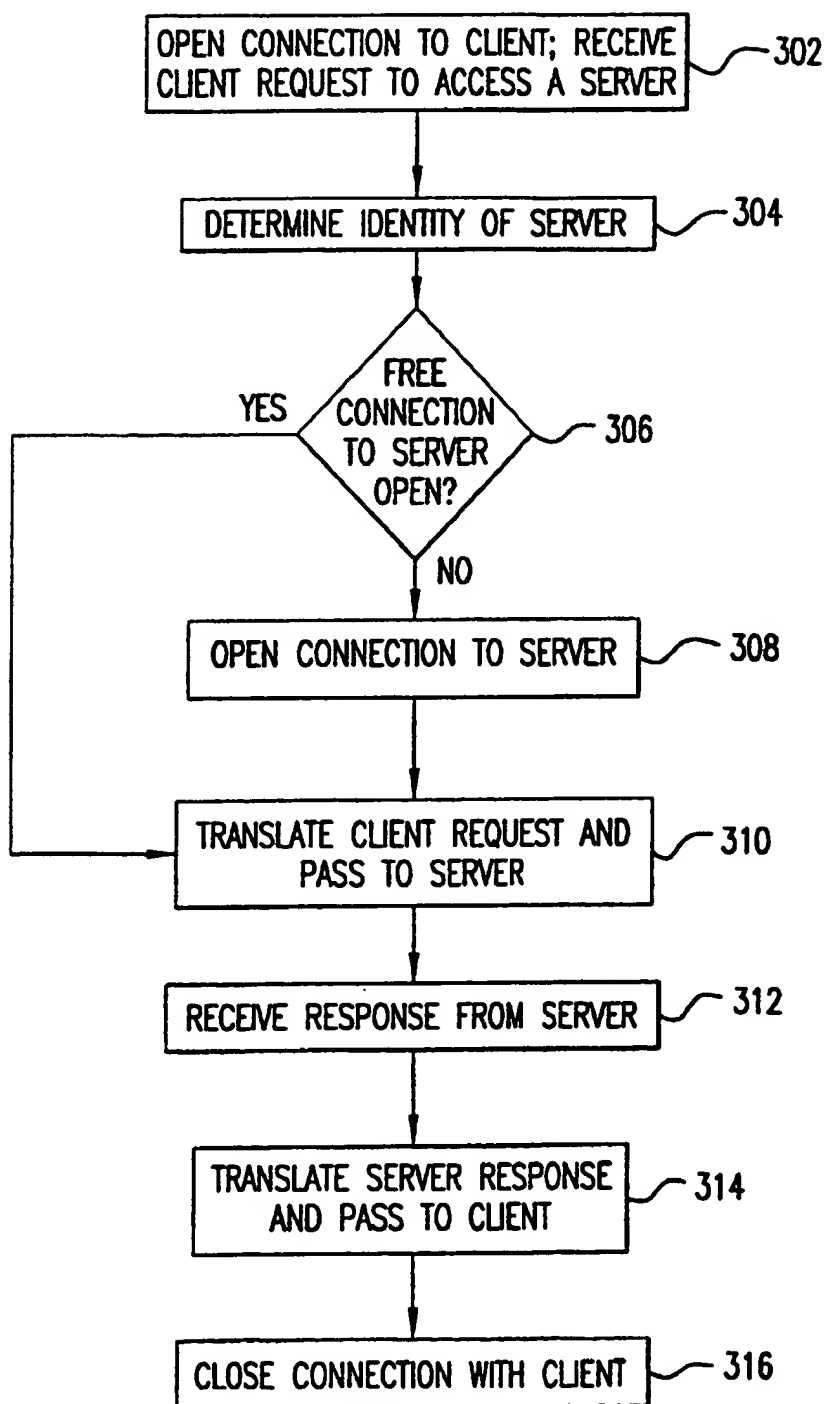 OPEN CONNECTION TO CLIENT; RECEIVE
CLIENT REQUEST TO ACCESS A SERVER
302
DETERMINE IDENTITY OF SERVER
304
FREE
CONNECTION
TO SERVER
OPEN?
306
YES
NO
OPEN CONNECTION TO SERVER
308
TRANSLATE CLIENT REQUEST AND
PASS TO SERVER
310
RECEIVE RESPONSE FROM SERVER
312
TRANSLATE SERVER RESPONSE
AND PASS TO CLIENT
314
CLOSE CONNECTION WITH CLIENT
316